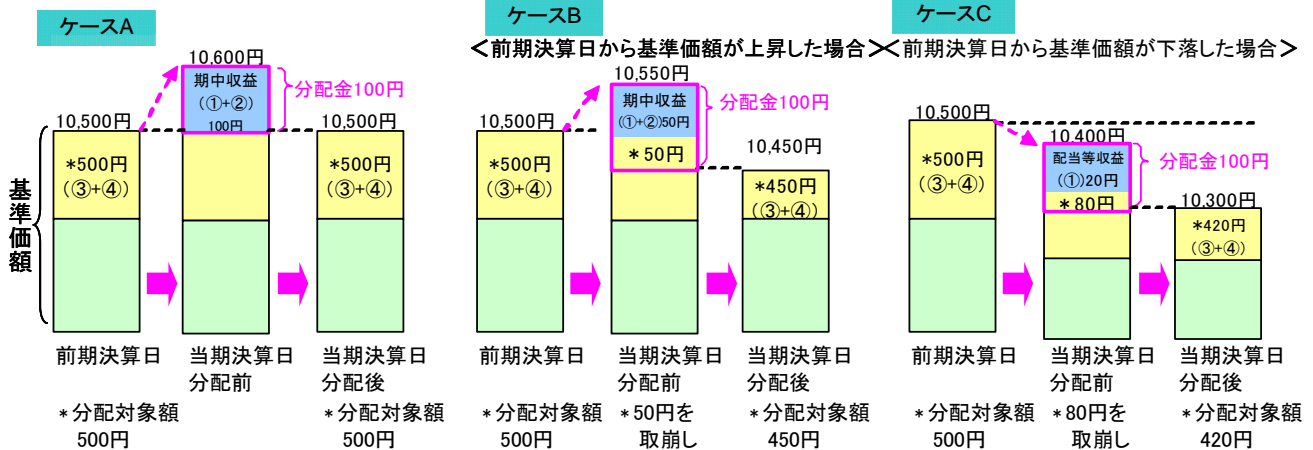 ケースA
10,600円
期中収益
(①+②)
100円
分配金100円
10,500円
10,500円
*500円
(③+④)
*500円
(③+④)
基準価額
前期決算日
当期決算日
分配前
当期決算日
分配後
*分配対象額
500円
*分配対象額
500円
ケースB
<前期決算日から基準価額が上昇した場合>
10,550円
期中収益
(①+②)50円
*50円
分配金100円
10,500円
10,450円
*500円
(③+④)
*450円
(③+④)
前期決算日
当期決算日
分配前
当期決算日
分配後
*分配対象額
500円
*50円を
取崩し
*分配対象額
450円
ケースC
<前期決算日から基準価額が下落した場合>
10,500円
10,400円
配当等収益
(①)20円
*80円
分配金100円
10,300円
*500円
(③+④)
*420円
(③+④)
前期決算日
当期決算日
分配前
当期決算日
分配後
*分配対象額
500円
*80円を
取崩し
*分配対象額
420円